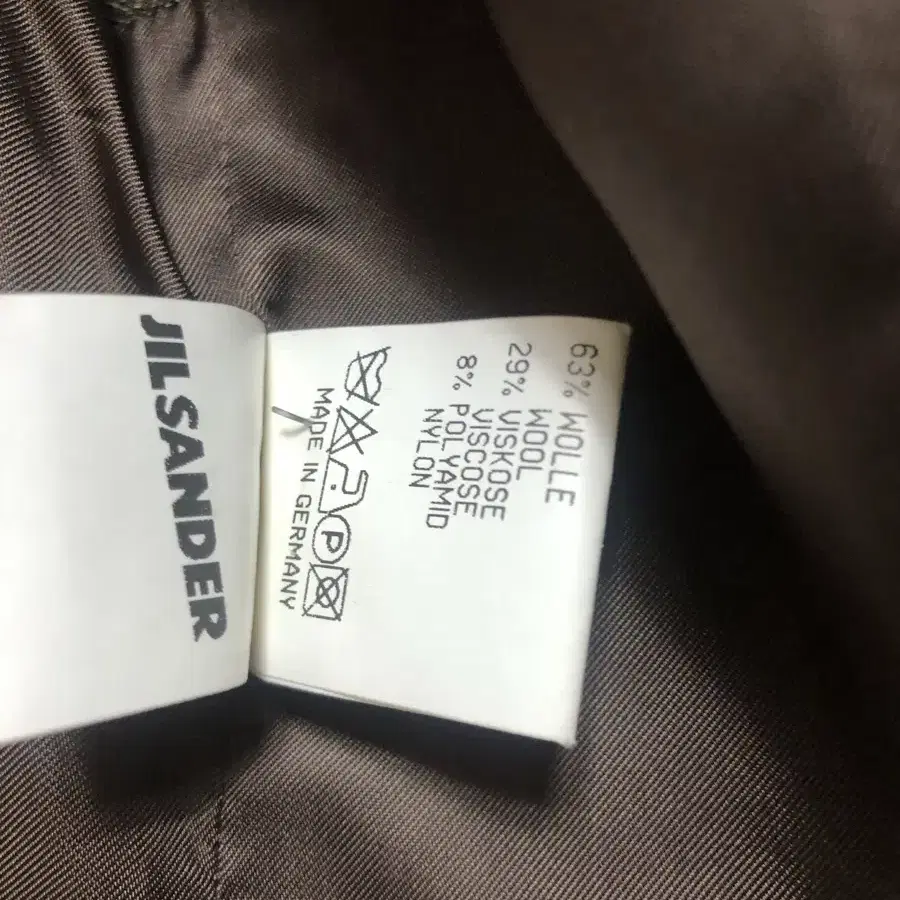 JIL SANDER
63% WOLLE
WOOL
29% VISKOSE
VISCOSE
8% POLYAMID
NYLON
P
MADE IN GERMANY